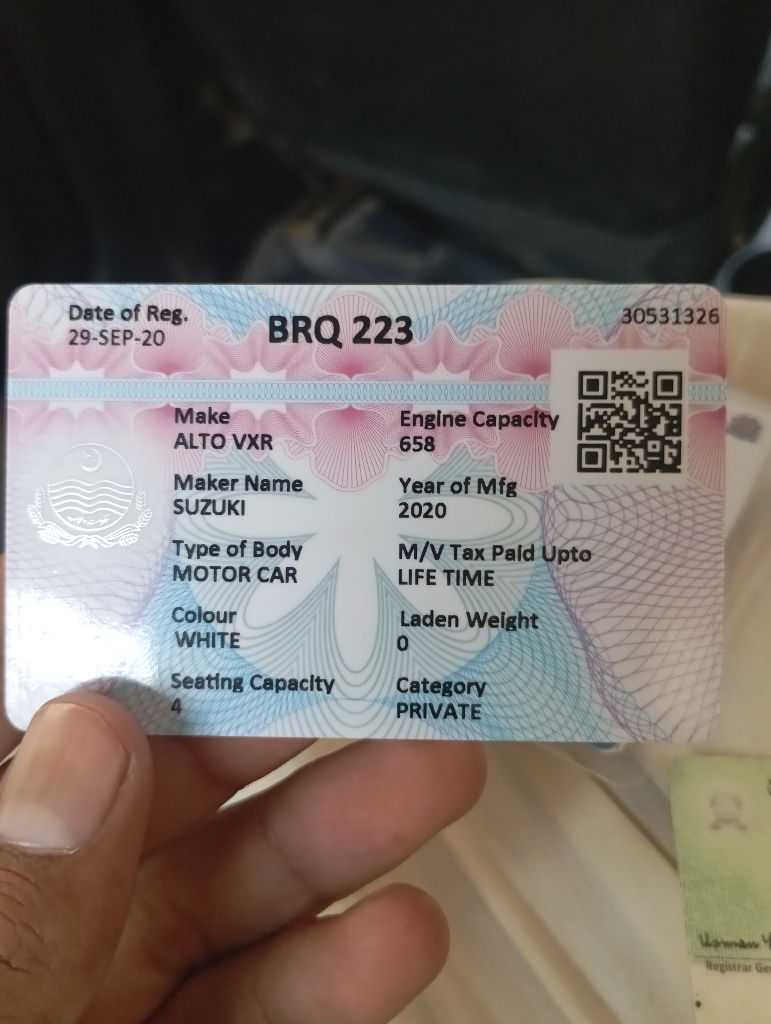 Date of Reg.
29-SEP-20
BRQ 223
30531326
Make
ALTO VXR
Engine Capacity
658
Maker Name
SUZUKI
Year of Mfg
2020
Type of Body
MOTOR CAR
M/V Tax Paid Upto
LIFE TIME
Colour
WHITE
Laden Weight
0
Seating Capacity
4
Category
PRIVATE
Usman
Registrar